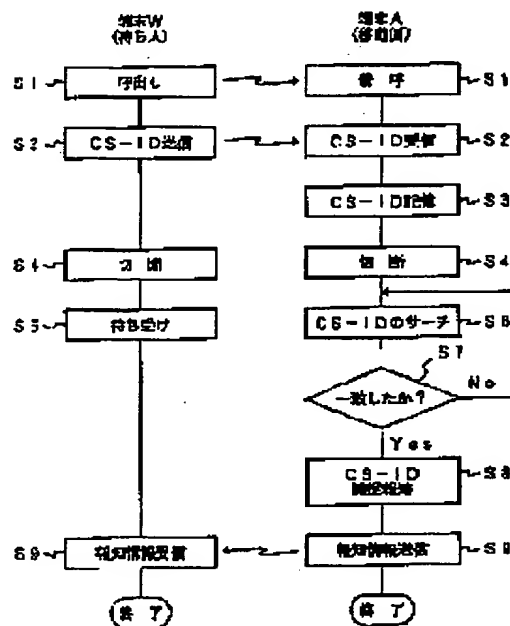 端末W 端末A
(待ち人) (移動側)
S1 呼出し 着呼 S1
S2 CS-ID送信 CS-ID受信 S2
CS-ID記憶 S3
S4 切断 切断 S4
S5 待ち受け CS-IDのサーチ S6
S7
一致したか? No
Yes
CS-ID S8
S9 報知情報受信 報知情報送信 S9
終了 終了